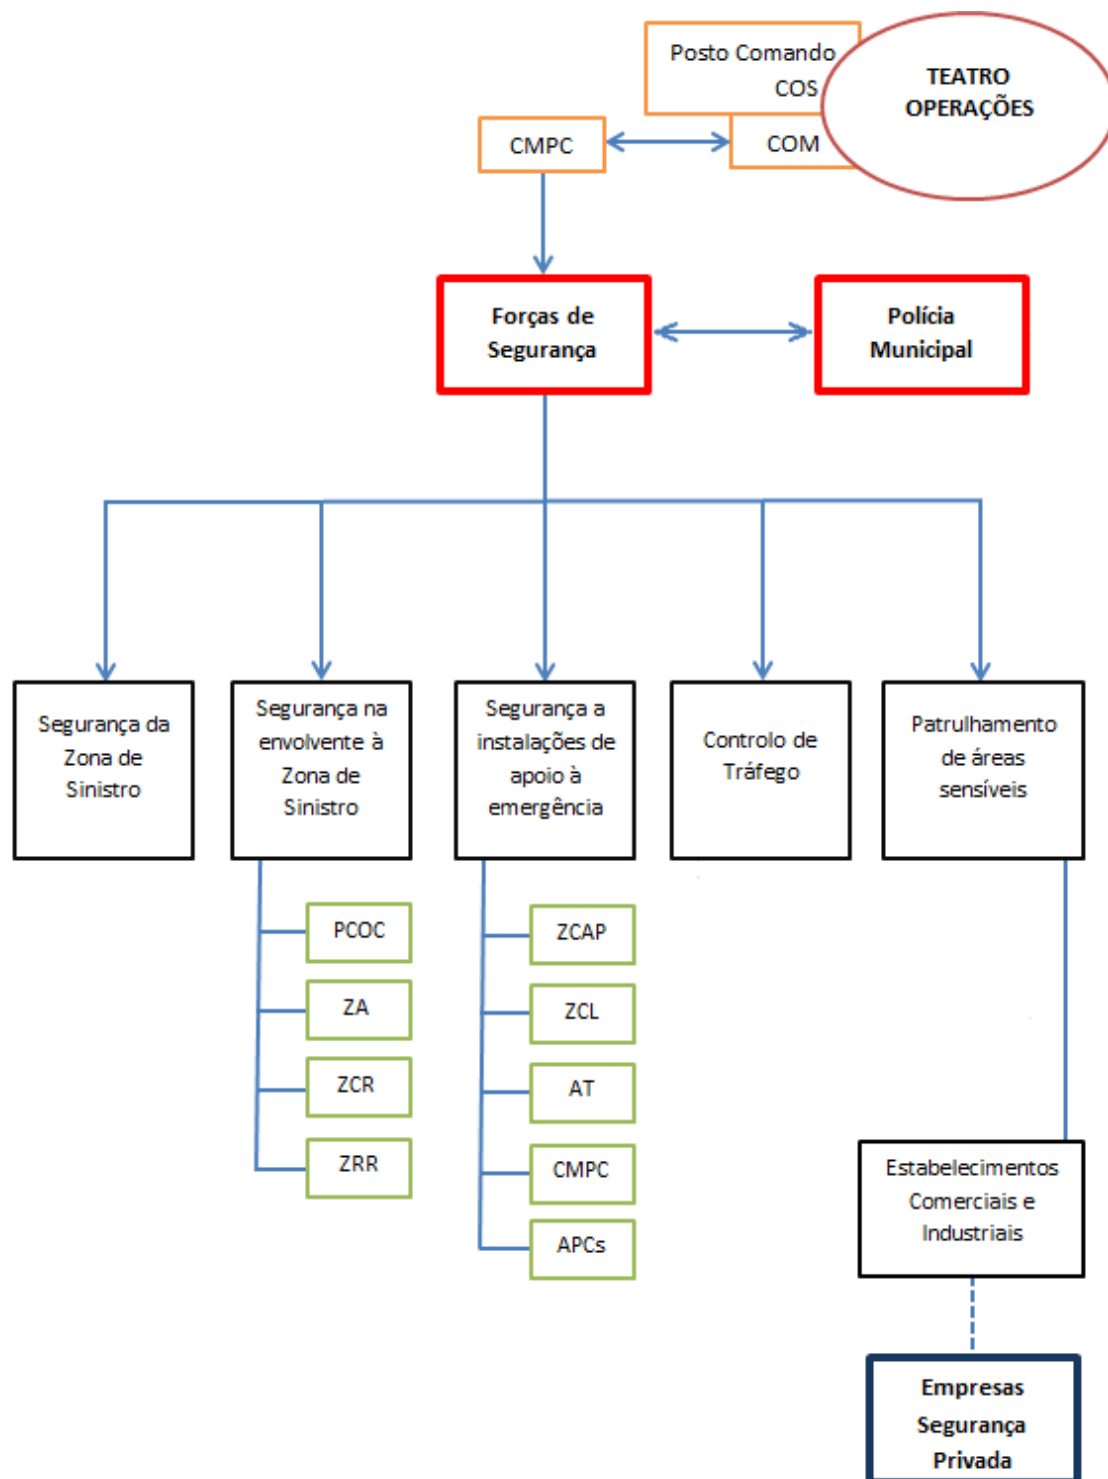 Posto Comando
COS
TEATRO
OPERAÇÕES
CMPC
COM
Forças de
Segurança
Polícia
Municipal
Segurança da
Zona de
Sinistro
Segurança na
envolvente à
Zona de
Sinistro
Segurança a
instalações de
apoio à
emergência
Controlo de
Tráfego
Patrulhamento
de áreas
sensíveis
PCOC
ZA
ZCR
ZRR
ZCAP
ZCL
AT
CMPC
APCs
Estabelecimentos
Comerciais e
Industriais
Empresas
Segurança
Privada